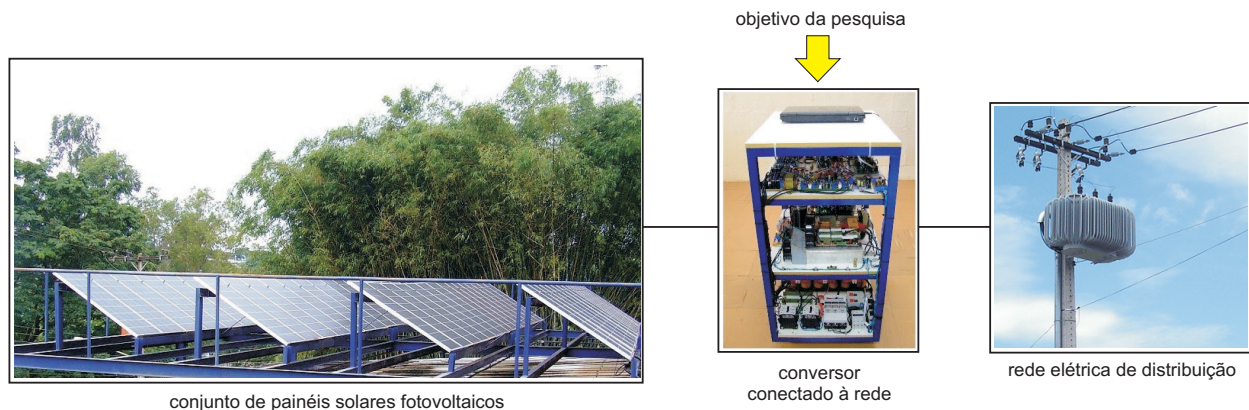 objetivo da pesquisa
conjunto de painéis solares fotovoltaicos
conversor
conectado à rede
rede elétrica de distribuição